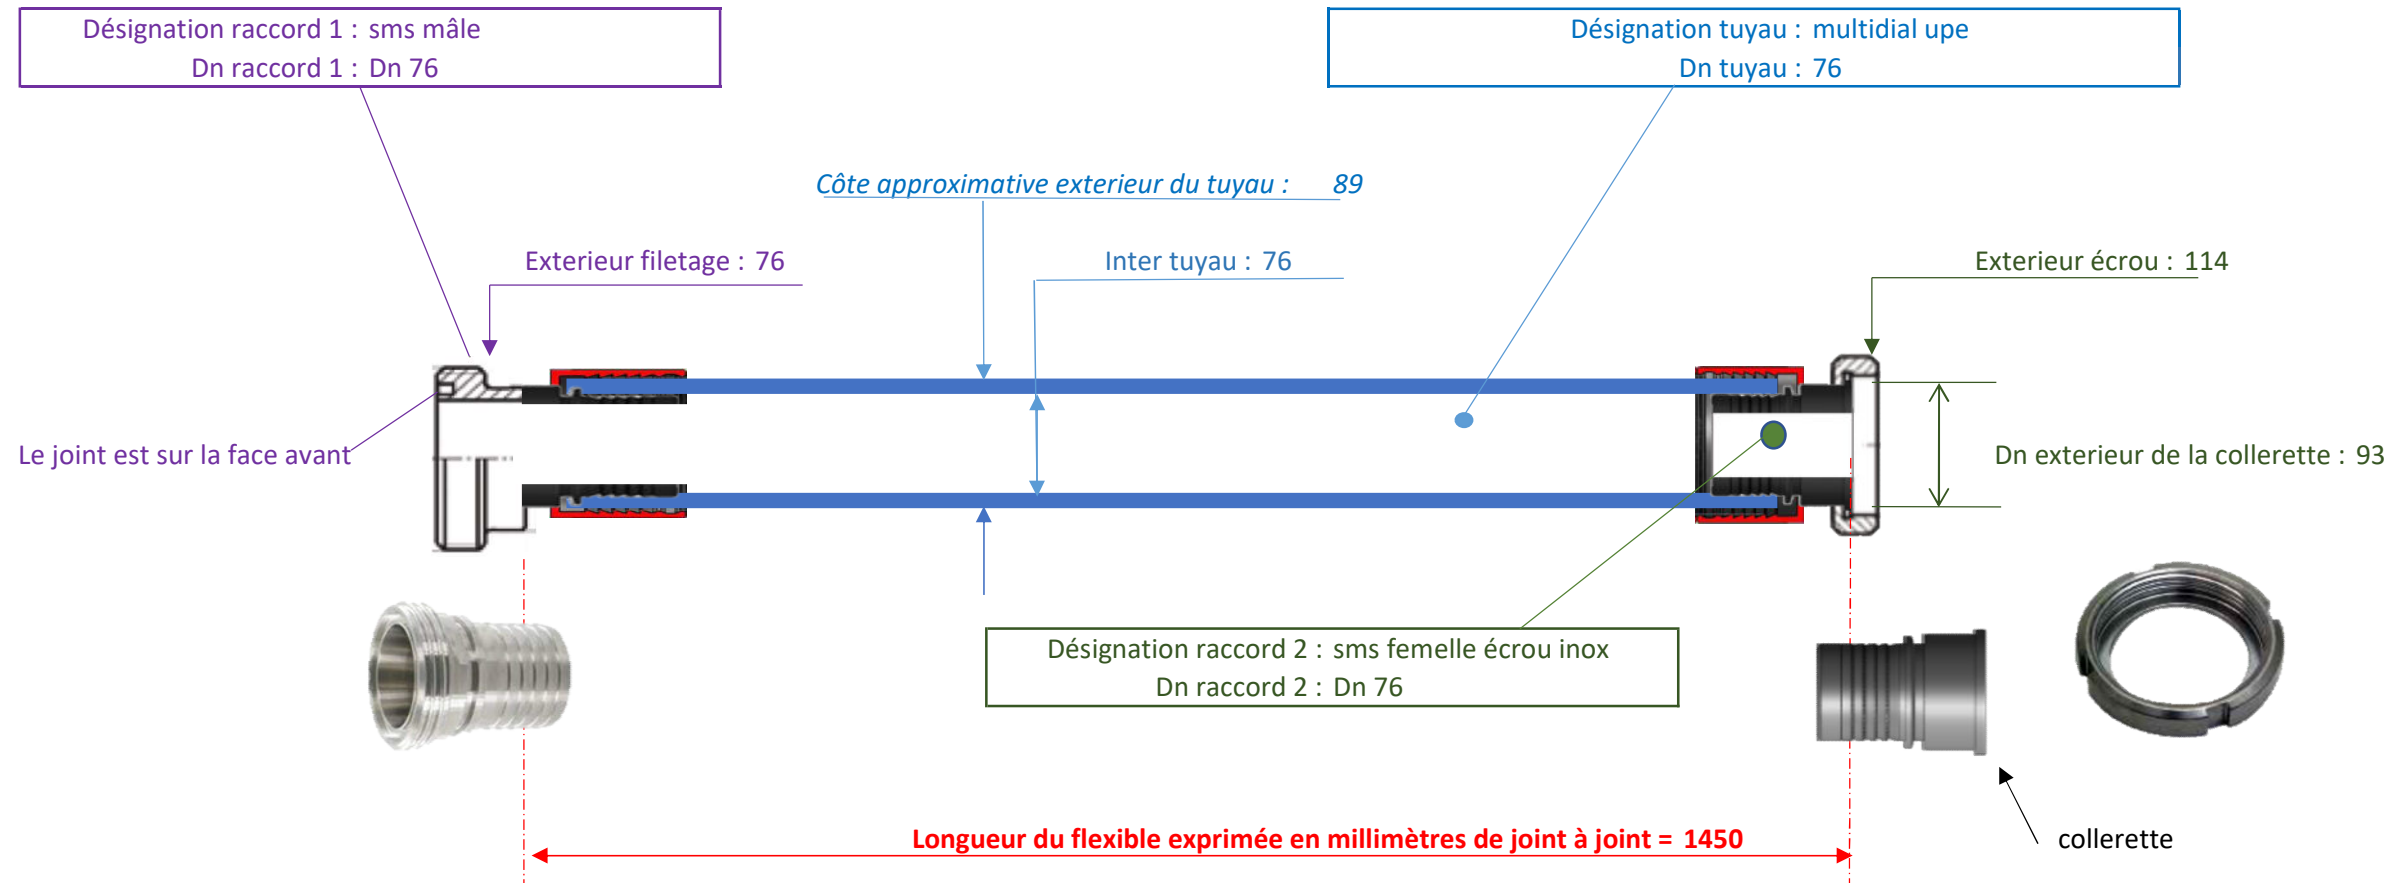 Désignation raccord 1 : sms mâle
Dn raccord 1 : Dn 76
Désignation tuyau : multidial upe
Dn tuyau : 76
Côte approximative exterieur du tuyau : 89
Exterieur filetage : 76
Inter tuyau : 76
Exterieur écrou : 114
Le joint est sur la face avant
Dn exterieur de la collerette : 93
Désignation raccord 2 : sms femelle écrou inox
Dn raccord 2 : Dn 76
Longueur du flexible exprimée en millimètres de joint à joint = 1450
collerette